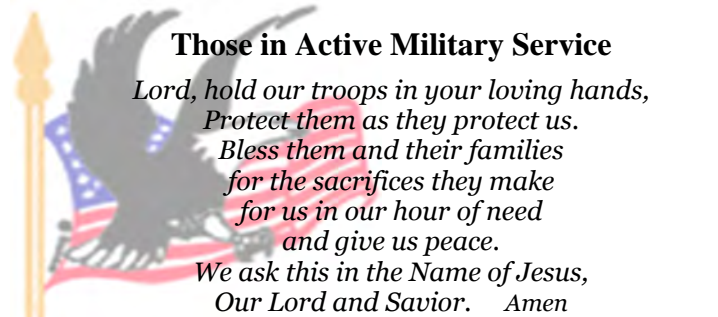 Those in Active Military Service
Lord, hold our troops in your loving hands,
Protect them as they protect us.
Bless them and their families
for the sacrifices they make
for us in our hour of need
and give us peace.
We ask this in the Name of Jesus,
Our Lord and Savior. Amen